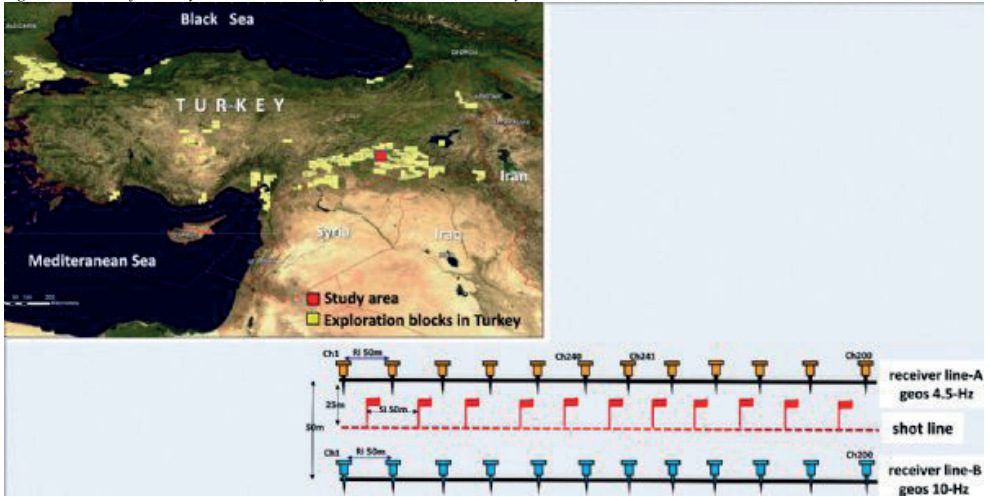 Black Sea
GEORGIA
TURKEY
Iran
Syria
Iraq
Mediteranean Sea
Study area
Exploration blocks in Turkey
Ch1
RI 50m
Ch240
Ch241
Ch200
receiver line-A
geos 4.5-Hz
25m
SI 50m
50m
shot line
Ch1
RI 50m
Ch200
receiver line-B
geos 10-Hz